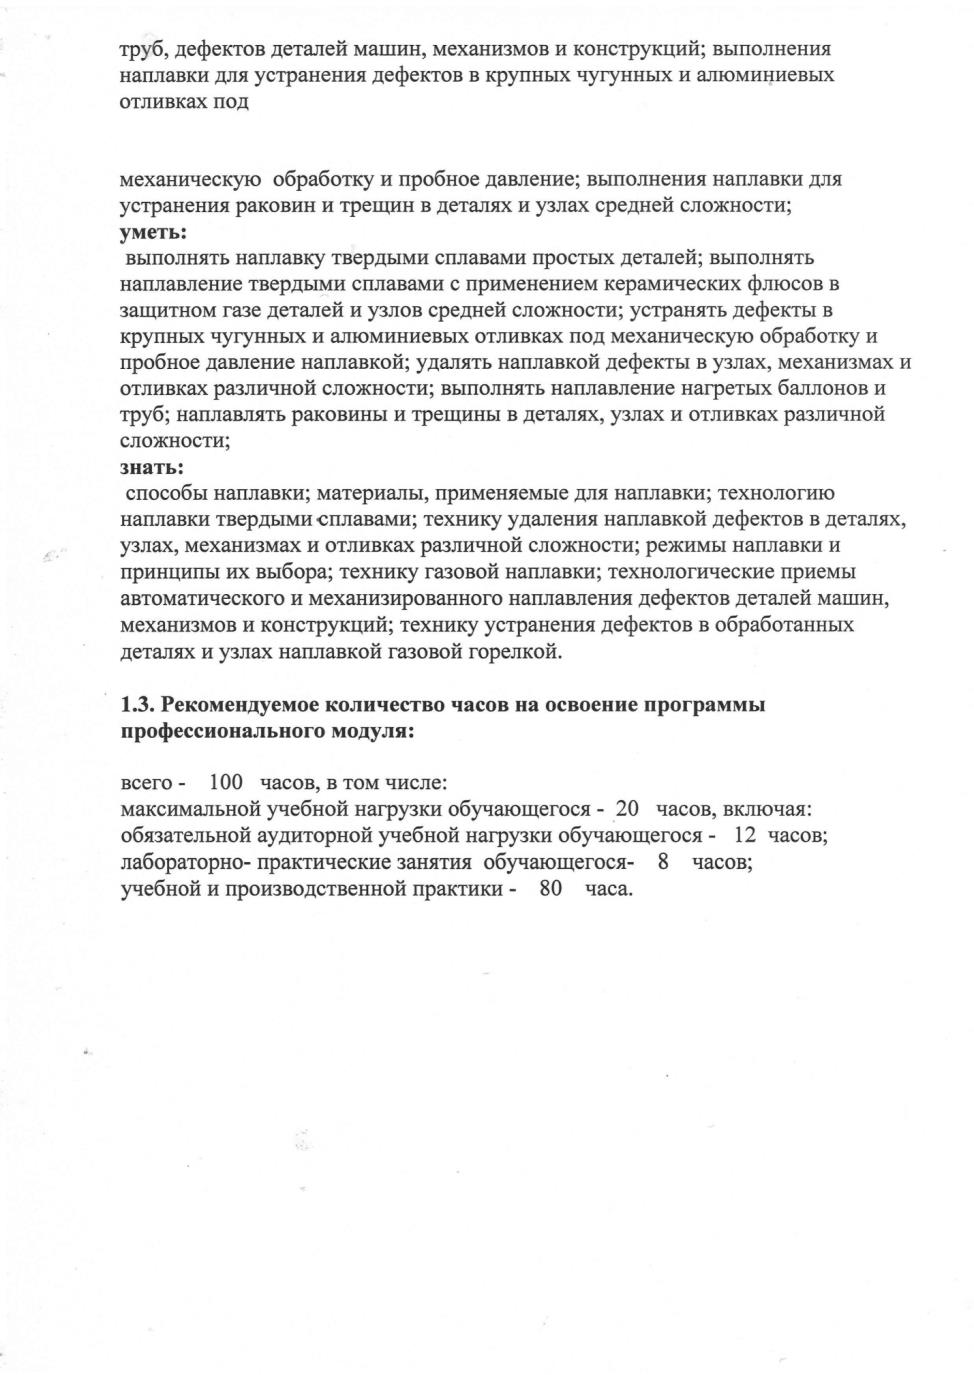 труб, дефектов деталей машин, механизмов и конструкций; выполнения
наплавки для устранения дефектов в крупных чугунных и алюминиевых
отливках под
механическую  обработку и пробное давление; выполнения наплавки для
устранения раковин и трещин в деталях и узлах средней сложности;
уметь:
выполнять наплавку твердыми сплавами простых деталей; выполнять
наплавление твердыми сплавами с применением керамических флюсов в
защитном газе деталей и узлов средней сложности; устранять дефекты в
крупных чугунных и алюминиевых отливках под механическую обработку и
пробное давление наплавкой; удалять наплавкой дефекты в узлах, механизмах и
отливках различной сложности; выполнять наплавление нагретых баллонов и
труб; наплавлять раковины и трещины в деталях, узлах и отливках различной
сложности;
знать:
способы наплавки; материалы, применяемые для наплавки; технологию
наплавки твердыми сплавами; технику удаления наплавкой дефектов в деталях,
узлах, механизмах и отливках различной сложности; режимы наплавки и
принципы их выбора; технику газовой наплавки; технологические приемы
автоматического и механизированного наплавления дефектов деталей машин,
механизмов и конструкций; технику устранения дефектов в обработанных
деталях и узлах наплавкой газовой горелкой.
1.3. Рекомендуемое количество часов на освоение программы
профессионального модуля:
всего -    100   часов, в том числе:
максимальной учебной нагрузки обучающегося -  20   часов, включая:
обязательной аудиторной учебной нагрузки обучающегося -   12  часов;
лабораторно- практические занятия  обучающегося-    8    часов;
учебной и производственной практики -    80    часа.